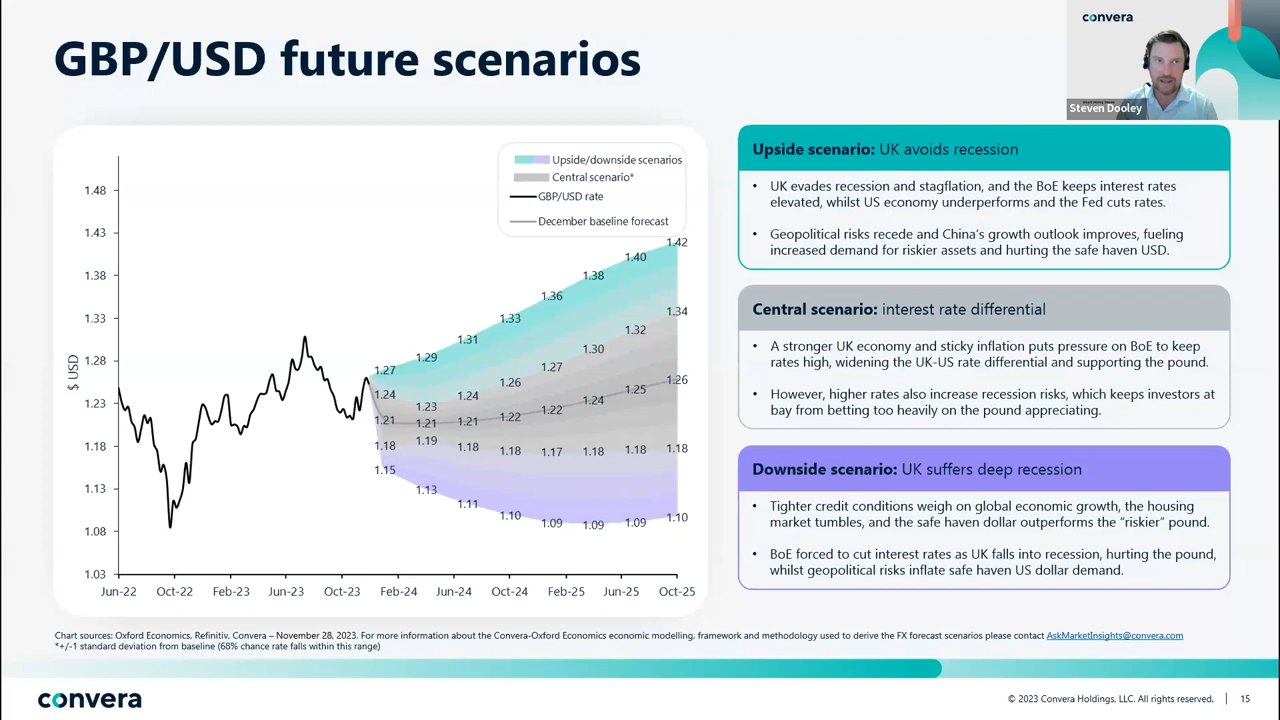 GBP/USD future scenarios
convera
Steven Dooley
Upside/downside scenarios
Central scenario*
GBP/USD rate
December baseline forecast
$ USD
1.48
1.43
1.38
1.33
1.28
1.23
1.18
1.13
1.08
1.03
Jun-22 Oct-22 Feb-23 Jun-23 Oct-23 Feb-24 Jun-24 Oct-24 Feb-25 Jun-25 Oct-25
1.27 1.29 1.31 1.33 1.36 1.38 1.40 1.42
1.24 1.23 1.24 1.26 1.27 1.30 1.32 1.34
1.21 1.21 1.21 1.22 1.22 1.24 1.25 1.26
1.18 1.19 1.18 1.18 1.17 1.18 1.18 1.18
1.15 1.13 1.11 1.10 1.09 1.09 1.09 1.10
Upside scenario: UK avoids recession
• UK evades recession and stagflation, and the BoE keeps interest rates
elevated, whilst US economy underperforms and the Fed cuts rates.
• Geopolitical risks recede and China's growth outlook improves, fueling
increased demand for riskier assets and hurting the safe haven USD.
Central scenario: interest rate differential
• A stronger UK economy and sticky inflation puts pressure on BoE to keep
rates high, widening the UK-US rate differential and supporting the pound.
• However, higher rates also increase recession risks, which keeps investors at
bay from betting too heavily on the pound appreciating.
Downside scenario: UK suffers deep recession
• Tighter credit conditions weigh on global economic growth, the housing
market tumbles, and the safe haven dollar outperforms the “riskier” pound.
• BoE forced to cut interest rates as UK falls into recession, hurting the pound,
whilst geopolitical risks inflate safe haven US dollar demand.
Chart sources: Oxford Economics, Refinitiv, Convera – November 28, 2023. For more information about the Convera-Oxford Economics economic modelling, framework and methodology used to derive the FX forecast scenarios please contact AskMarketInsights@convera.com
*+/-1 standard deviation from baseline (68% chance rate falls within this range)
convera
© 2023 Convera Holdings, LLC. All rights reserved. | 15